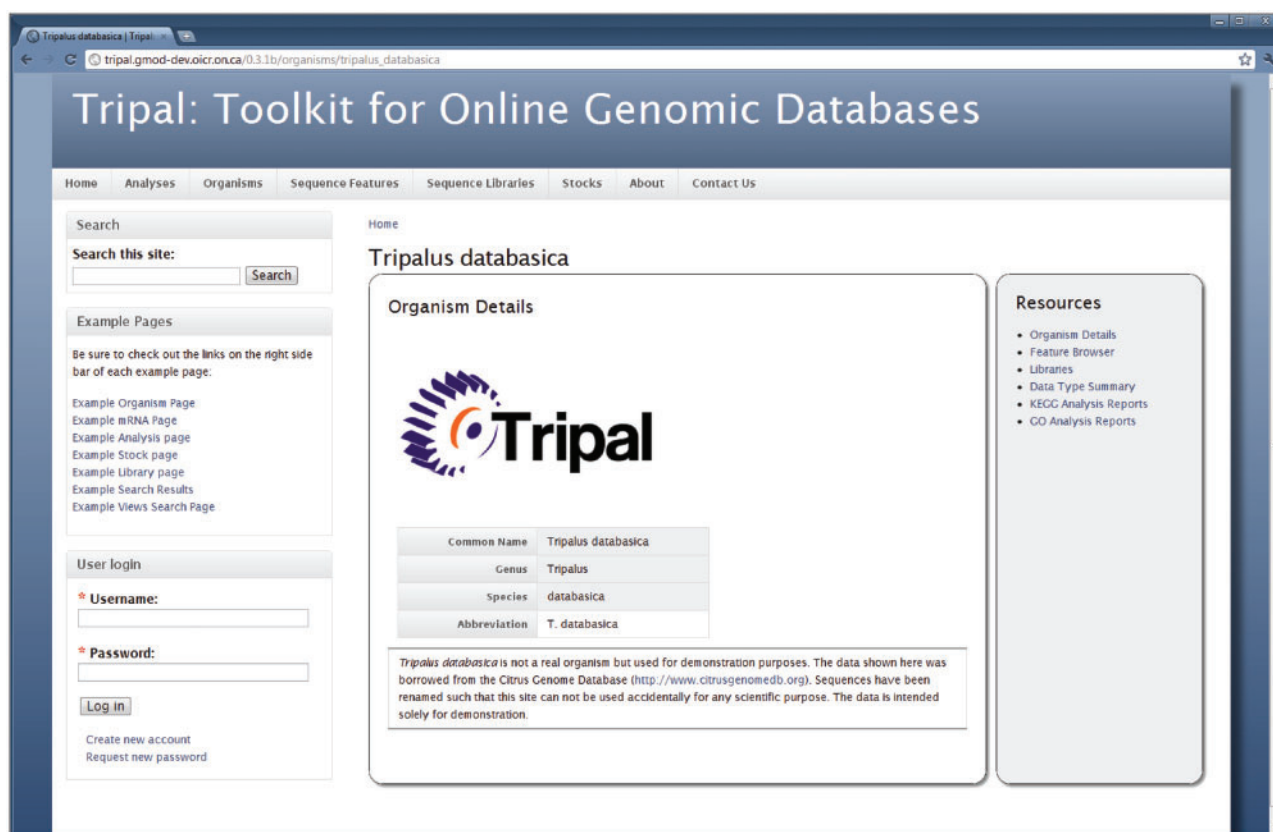 Tripalus databasica | Tripal
tripal.gmod-dev.oicr.on.ca/0.3.1b/organisms/tripalus_databasica
Tripal: Toolkit for Online Genomic Databases
Home Analyses Organisms Sequence Features Sequence Libraries Stocks About Contact Us
Search
Search this site:
Search
Example Pages
Be sure to check out the links on the right side
bar of each example page:
Example Organism Page
Example mRNA Page
Example Analysis page
Example Stock page
Example Library page
Example Search Results
Example Views Search Page
User login
* Username:
* Password:
Log in
Create new account
Request new password
Home
Tripalus databasica
Organism Details
Tripal
Common Name Tripalus databasica
Genus Tripalus
Species databasica
Abbreviation T. databasica
Tripalus databasica is not a real organism but used for demonstration purposes. The data shown here was
borrowed from the Citrus Genome Database (http://www.citrusgenomedb.org). Sequences have been
renamed such that this site can not be used accidentally for any scientific purpose. The data is intended
solely for demonstration.
Resources
• Organism Details
• Feature Browser
• Libraries
• Data Type Summary
• KEGG Analysis Reports
• GO Analysis Reports